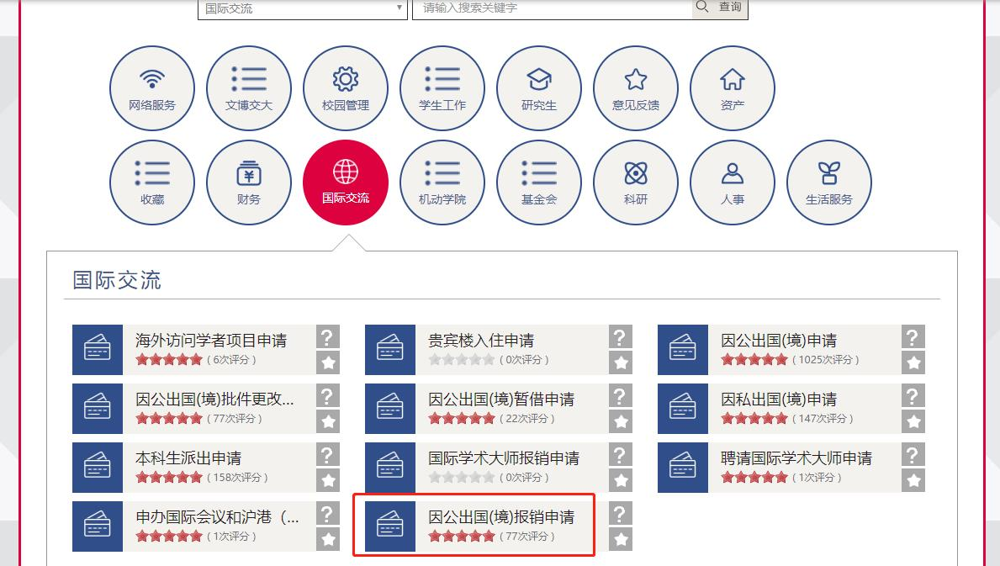 国际交流
请输入搜索关键字
查询
网络服务
文博交大
校园管理
学生工作
研究生
意见反馈
资产
收藏
财务
国际交流
机动学院
基金会
科研
人事
生活服务
国际交流
海外访问学者项目申请
(6次评分)
贵宾楼入住申请
(0次评分)
因公出国(境)申请
(1025次评分)
因公出国(境)批件更改...
(77次评分)
因公出国(境)暂借申请
(22次评分)
因私出国(境)申请
(147次评分)
本科生派出申请
(158次评分)
国际学术大师报销申请
(0次评分)
聘请国际学术大师申请
(1次评分)
申办国际会议和沪港（...
(1次评分)
因公出国(境)报销申请
(77次评分)